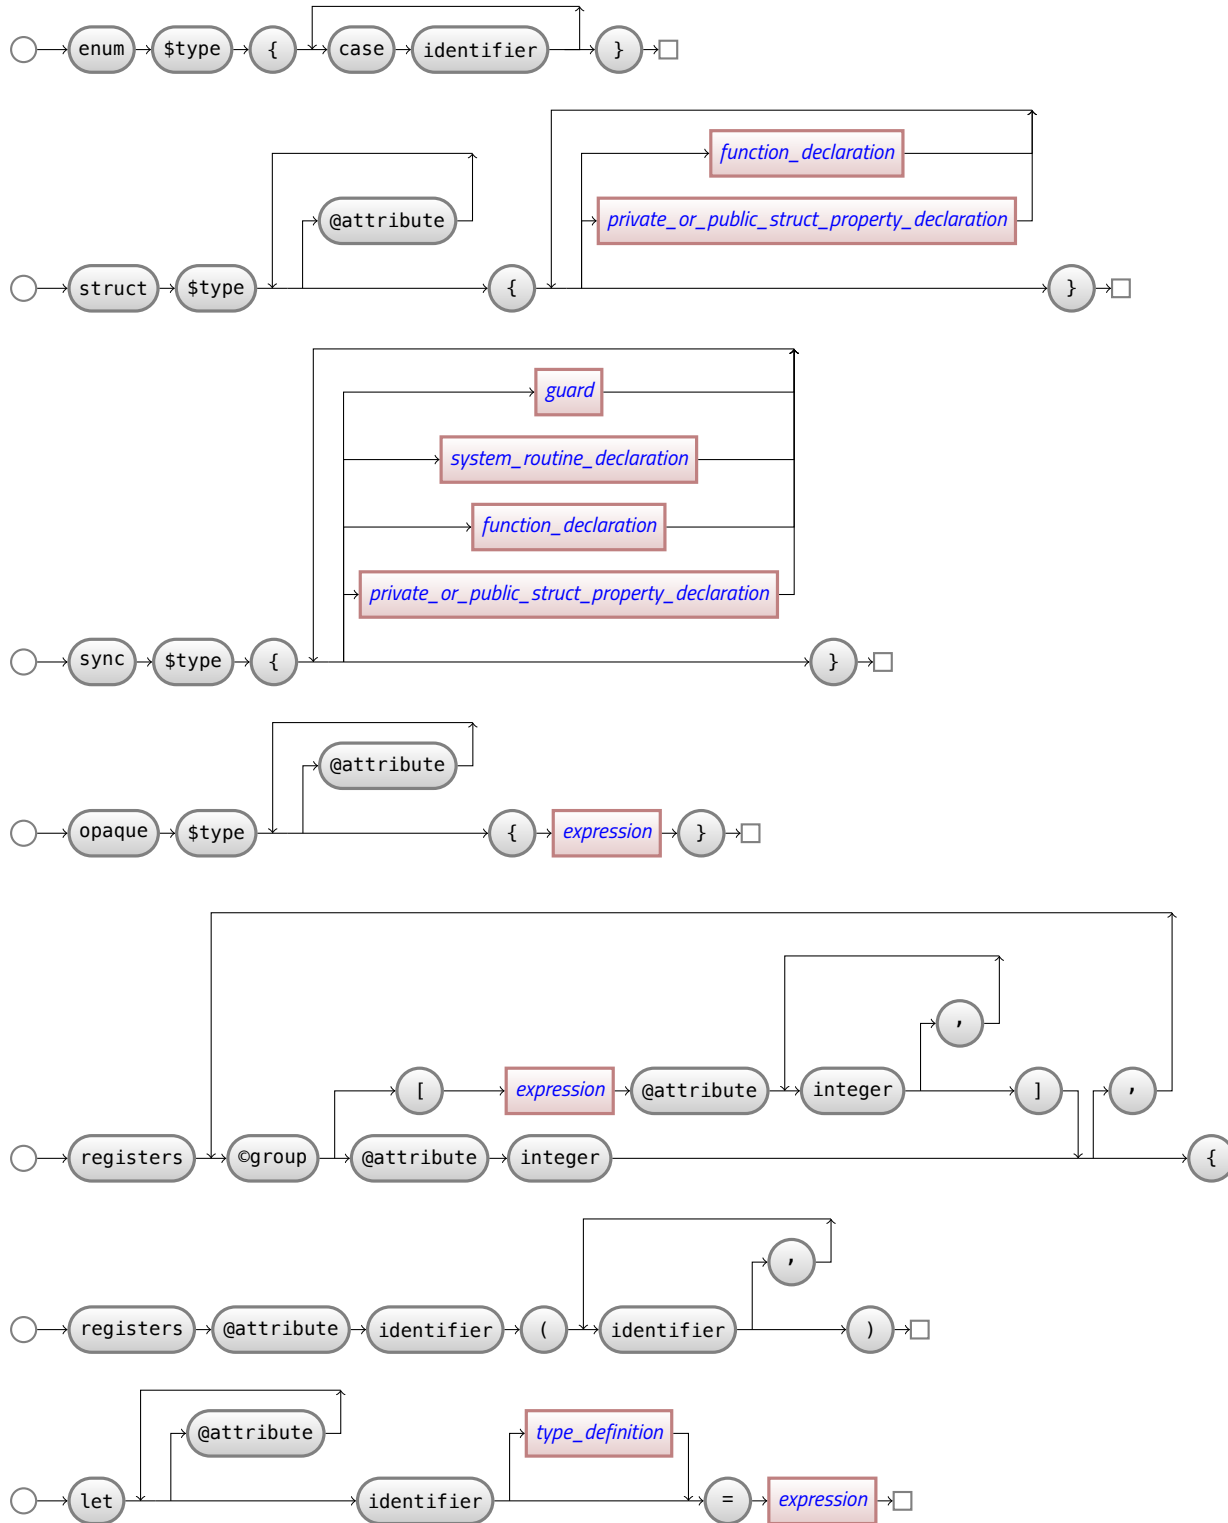 enum $type { case identifier }
function_declaration
@attribute private_or_public_struct_property_declaration
struct $type { }
guard
system_routine_declaration
function_declaration
private_or_public_struct_property_declaration
sync $type { }
@attribute
opaque $type { expression }
,
[ expression @attribute integer ] ,
registers ©group @attribute integer {
,
registers @attribute identifier ( identifier )
@attribute type_definition
let identifier = expression